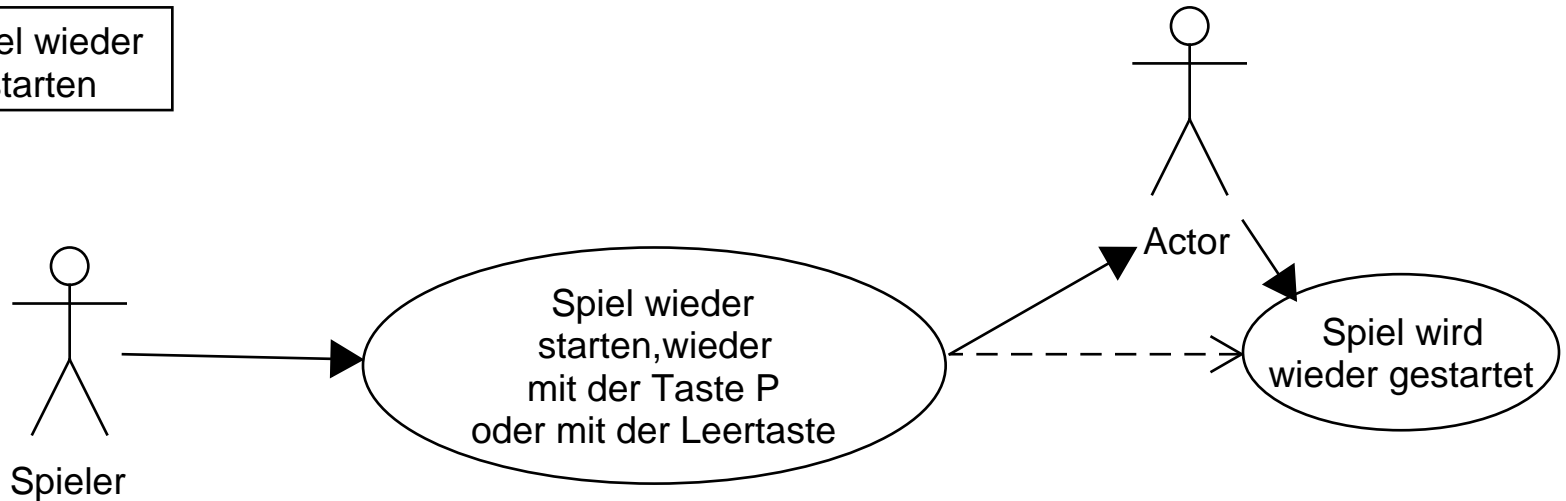 el wieder
starten
Actor
Spiel wieder
starten,wieder
mit der Taste P
oder mit der Leertaste
Spiel wird
wieder gestartet
Spieler